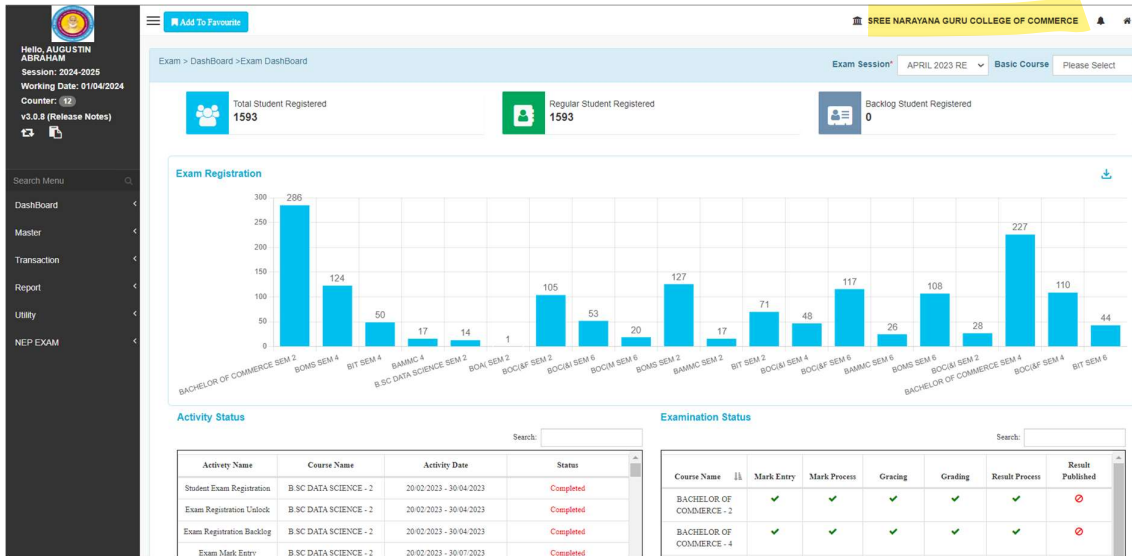 Add To Favourite
SREE NARAYANA GURU COLLEGE OF COMMERCE
Hello, AUGUSTIN
ABRAHAM
Session: 2024-2025
Working Date: 01/04/2024
Counter: 12
v3.0.8 (Release Notes)
Search Menu
DashBoard
Master
Transaction
Report
Utility
NEP EXAM
Exam > DashBoard >Exam DashBoard
Exam Session* APRIL 2023 RE Basic Course Please Select
Total Student Registered
1593
Regular Student Registered
1593
Backlog Student Registered
0
Exam Registration
300
250
200
150
100
50
0
286 124 50 17 14 1 105 53 20 127 17 71 48 117 26 108 28 227 110 44
BACHELOR OF COMMERCE SEM 2
BOMS SEM 4
BIT SEM 4
BAMMC 4
B.SC DATA SCIENCE SEM 2
BOA( SEM 2
BOC(&F SEM 2
BOC(&I SEM 6
BOC(M SEM 6
BOMS SEM 2
BAMMC SEM 2
BIT SEM 2
BOC(&I SEM 4
BOC(&F SEM 6
BAMMC SEM 6
BOMS SEM 6
BOC(&I SEM 2
BACHELOR OF COMMERCE SEM 4
BOC(&F SEM 4
BIT SEM 6
Activity Status
Search:
Activety Name Course Name Activity Date Status
Student Exam Registration B.SC DATA SCIENCE - 2 20/02/2023 - 30/04/2023 Completed
Exam Registration Unlock B.SC DATA SCIENCE - 2 20/02/2023 - 30/04/2023 Completed
Exam Registration Backlog B.SC DATA SCIENCE - 2 20/02/2023 - 30/04/2023 Completed
Exam Mark Entry B.SC DATA SCIENCE - 2 20/02/2023 - 30/07/2023 Completed
Examination Status
Search:
Course Name Mark Entry Mark Process Gracing Grading Result Process Result Published
BACHELOR OF
COMMERCE - 2
BACHELOR OF
COMMERCE - 4